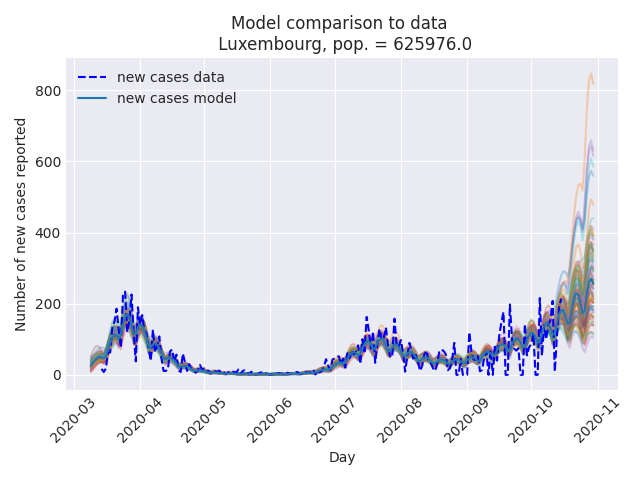 Model comparison to data
Luxembourg, pop. = 625976.0
new cases data
new cases model
Number of new cases reported
800
600
400
200
0
2020-03
2020-04
2020-05
2020-06
2020-07
2020-08
2020-09
2020-10
2020-11
Day